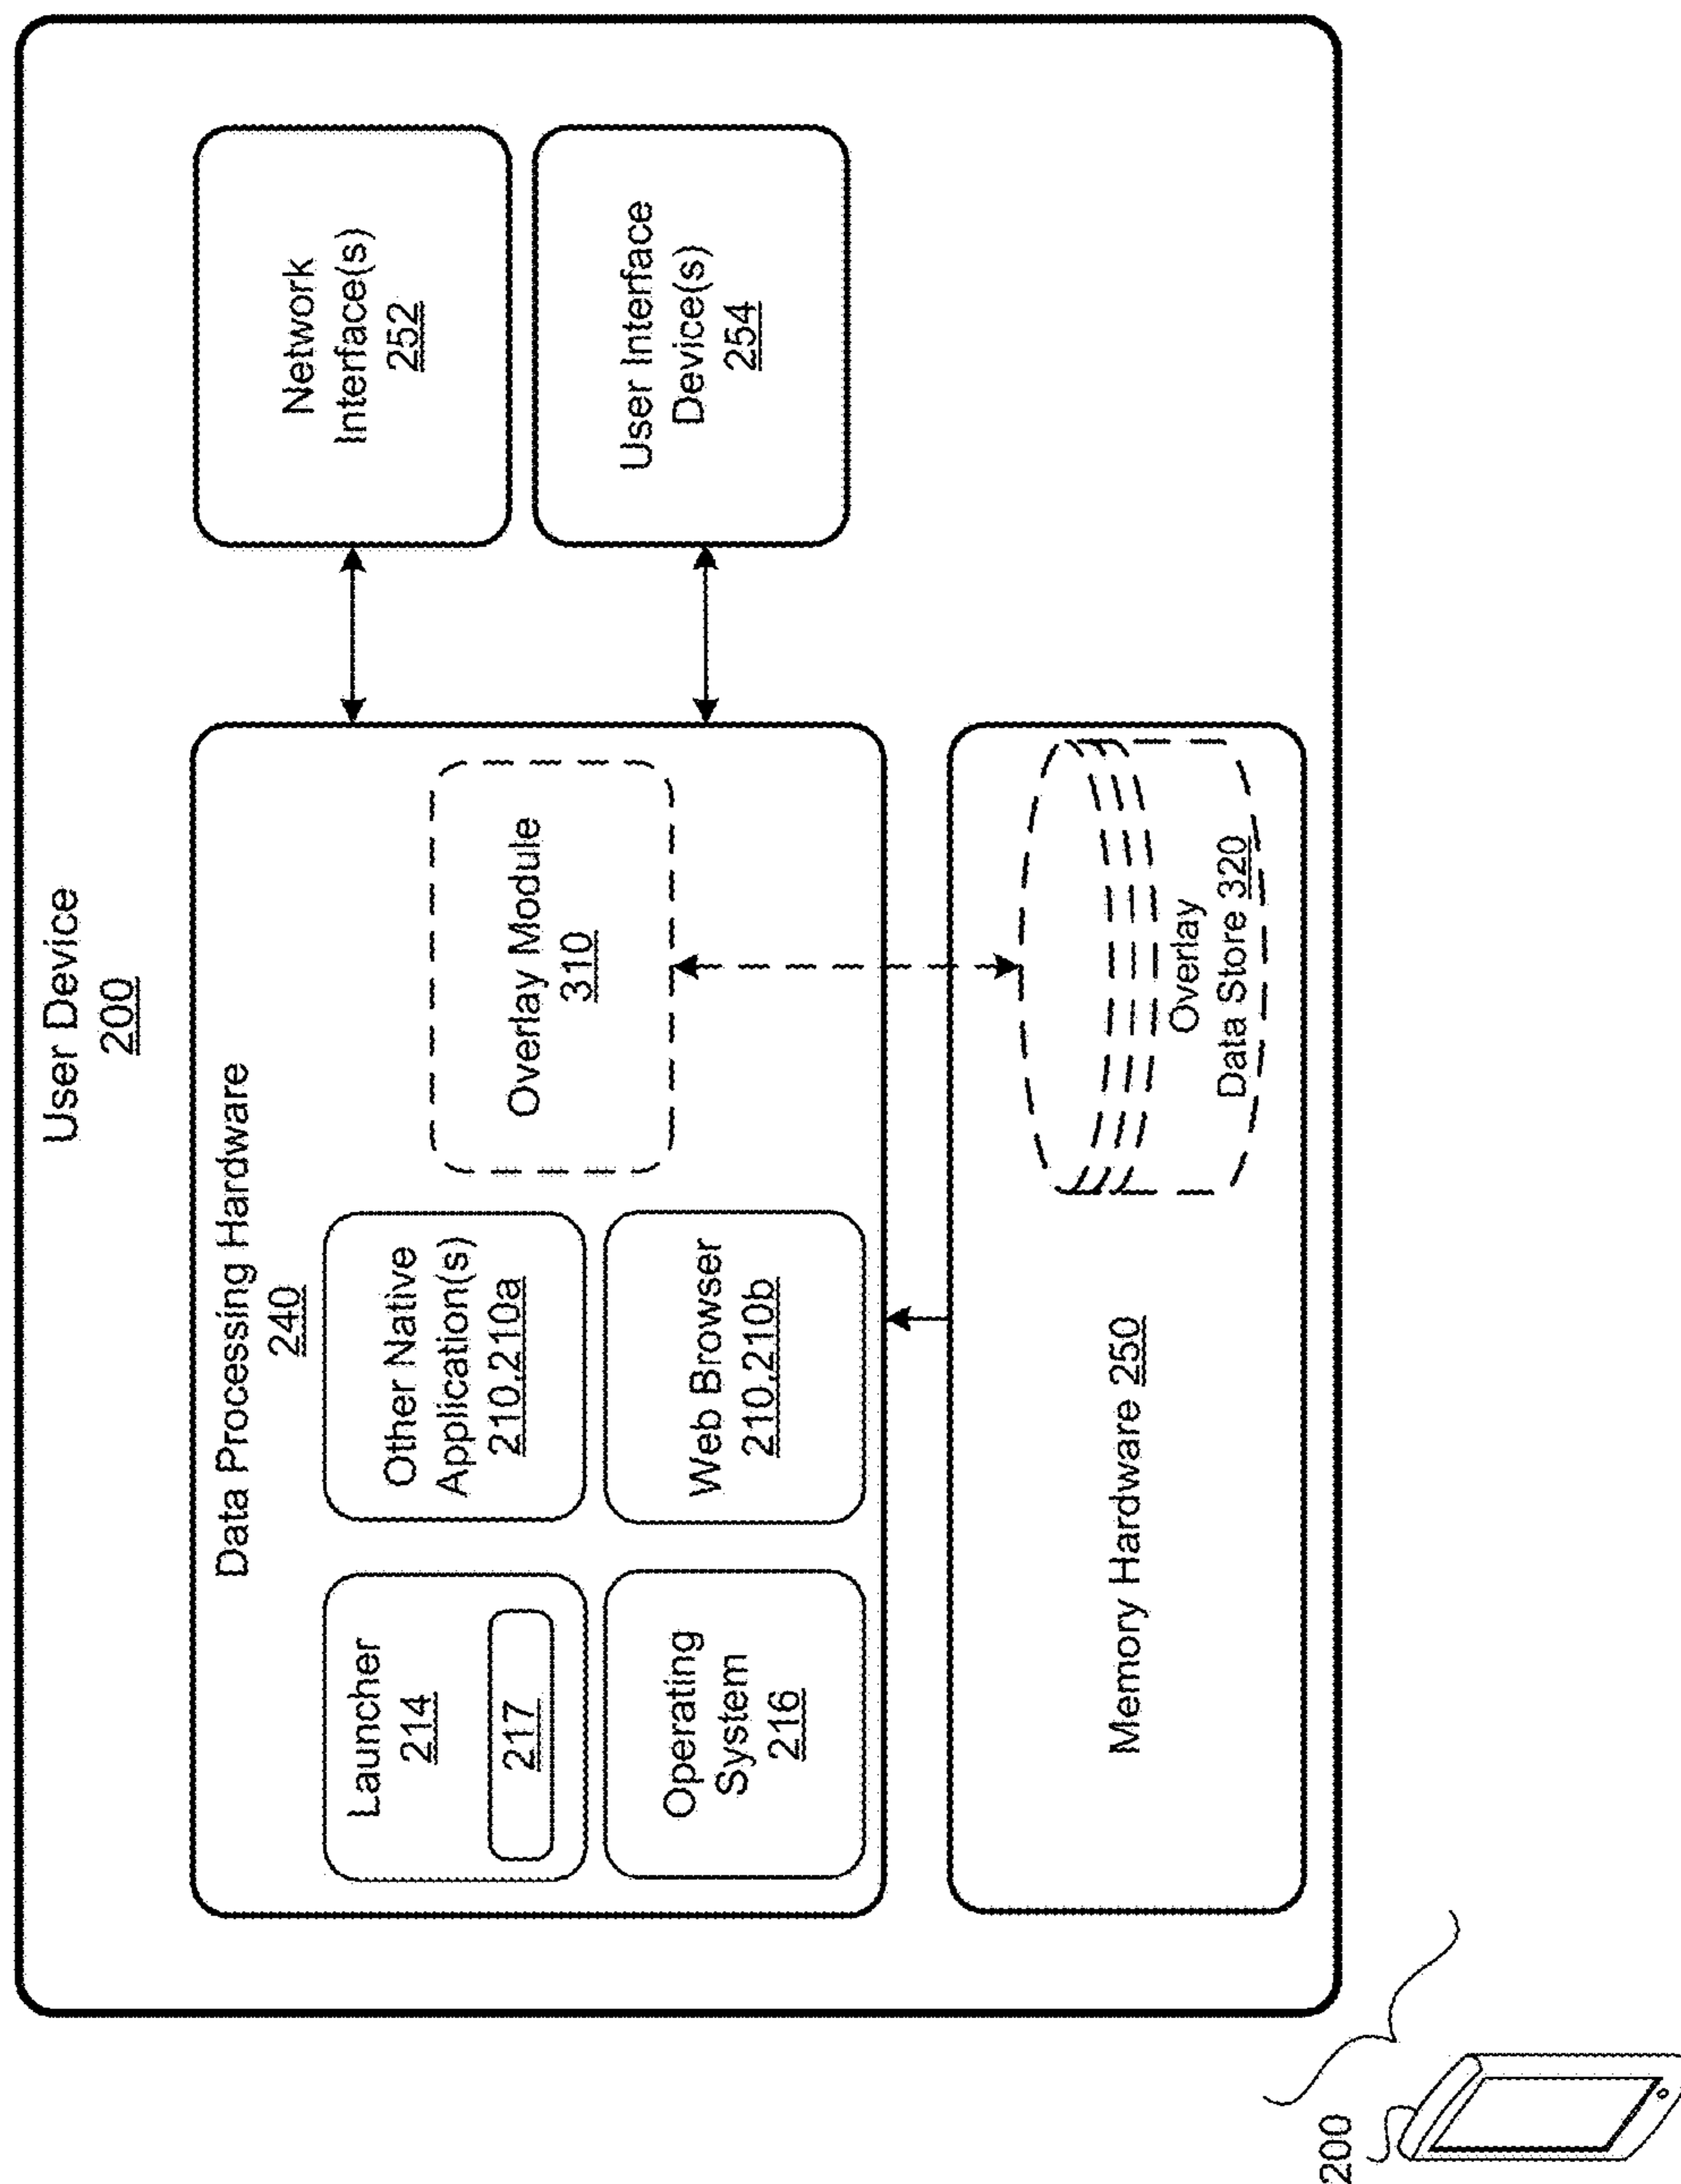 User Device
200
Data Processing Hardware
240
Launcher
214
217
Other Native
Application(s)
210,210a
Overlay Module
310
Operating
System
216
Web Browser
210,210b
Network
Interface(s)
252
User Interface
Device(s)
254
Memory Hardware 250
Overlay
Data Store 320
200